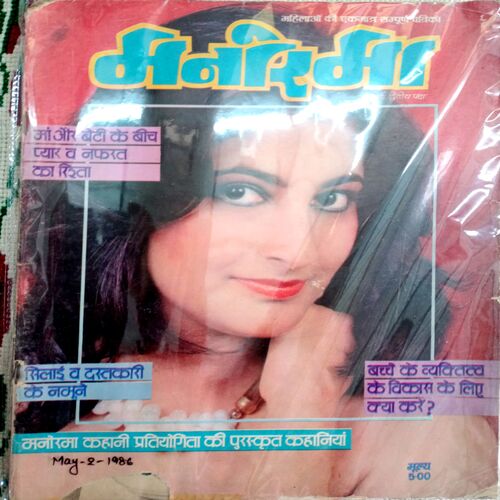 महिलाओं की एकमात्र सम्पूर्ण पत्रिका
मनोरमा
द्वितीय पक्ष
मां और बेटी के बीच
प्यार व नफरत
का रिश्ता
सिलाई व दस्तकारी
के नमूने
बच्चे के व्यक्तित्व
के विकास के लिए
क्या करें?
मनोरमा कहानी प्रतियोगिता की पुरस्कृत कहानियां
May-2-1986
मूल्य
5·00